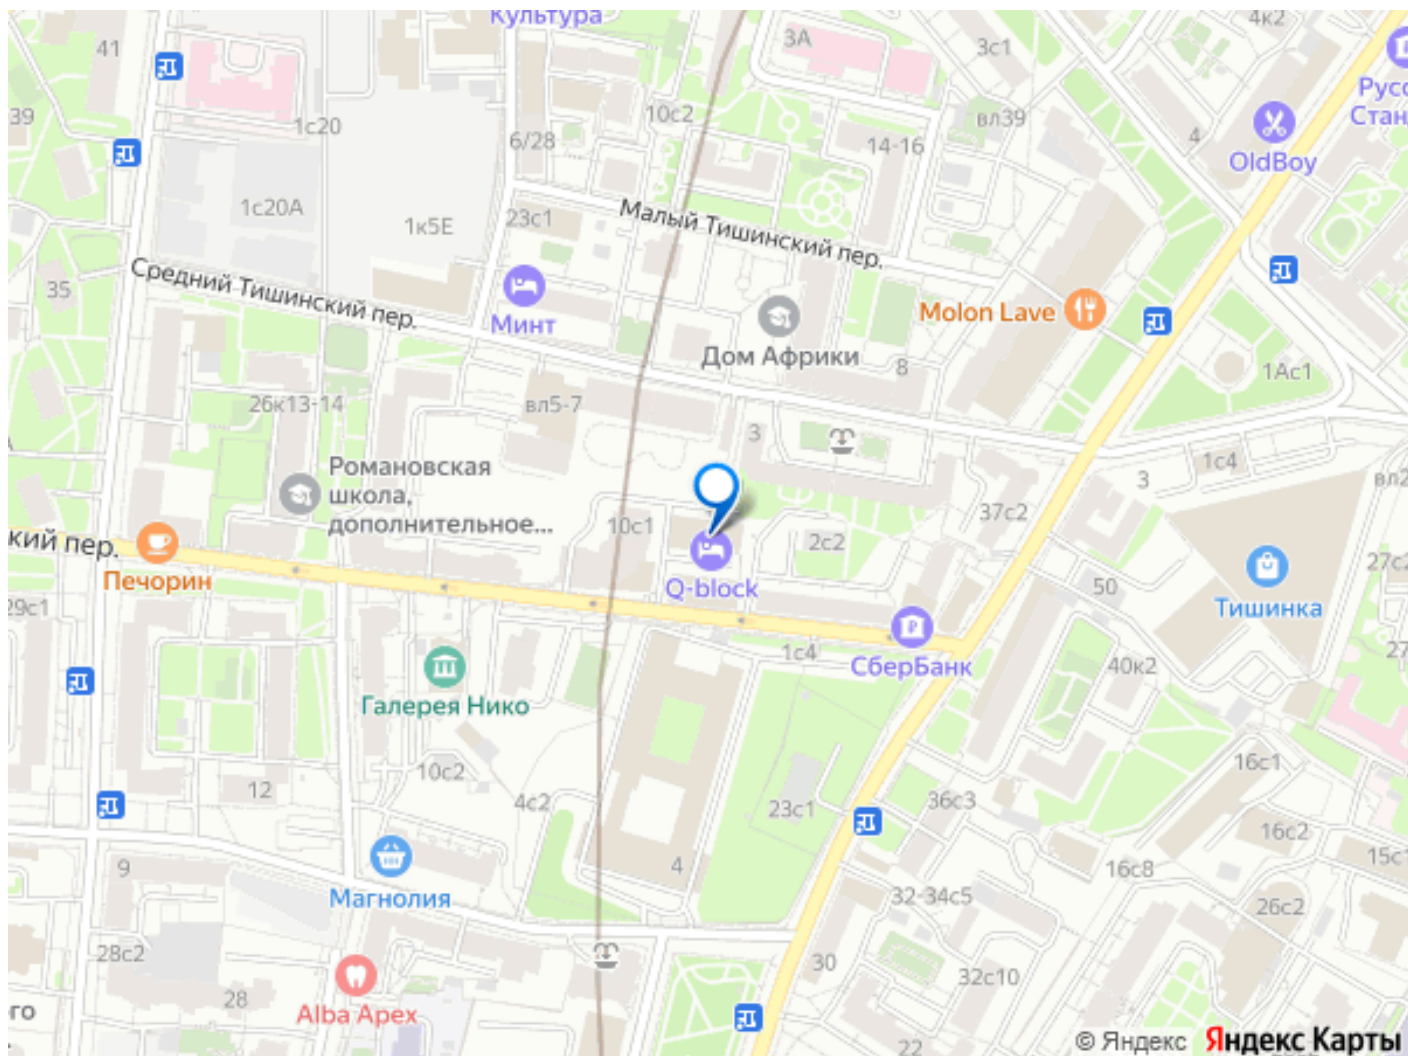 Культура
41
3А
3с1
4к2
Русс
Стан
39
1с20
6/28
10с2
14-16
вл39
4
OldBoy
1с20А
1к5Е
23с1
Малый Тишинский пер.
35
Средний Тишинский пер.
Минт
Дом Африки
Molon Lave
8
1Ас1
26к13-14
вл5-7
3
1с4
3
вл2
Романовская
школа,
дополнительное...
10с1
37с2
2с2
кий пер.
Печорин
Q-block
50
Тишинка
27с2
29с1
СберБанк
1с4
40к2
27
Галерея Нико
10с2
12
4с2
23с1
36с3
16с1
16с2
15с1
16с8
9
Магнолия
4
32-34с5
26с2
28с2
28
Alba Apex
30
32с10
22
го
© Яндекс Яндекс Карты